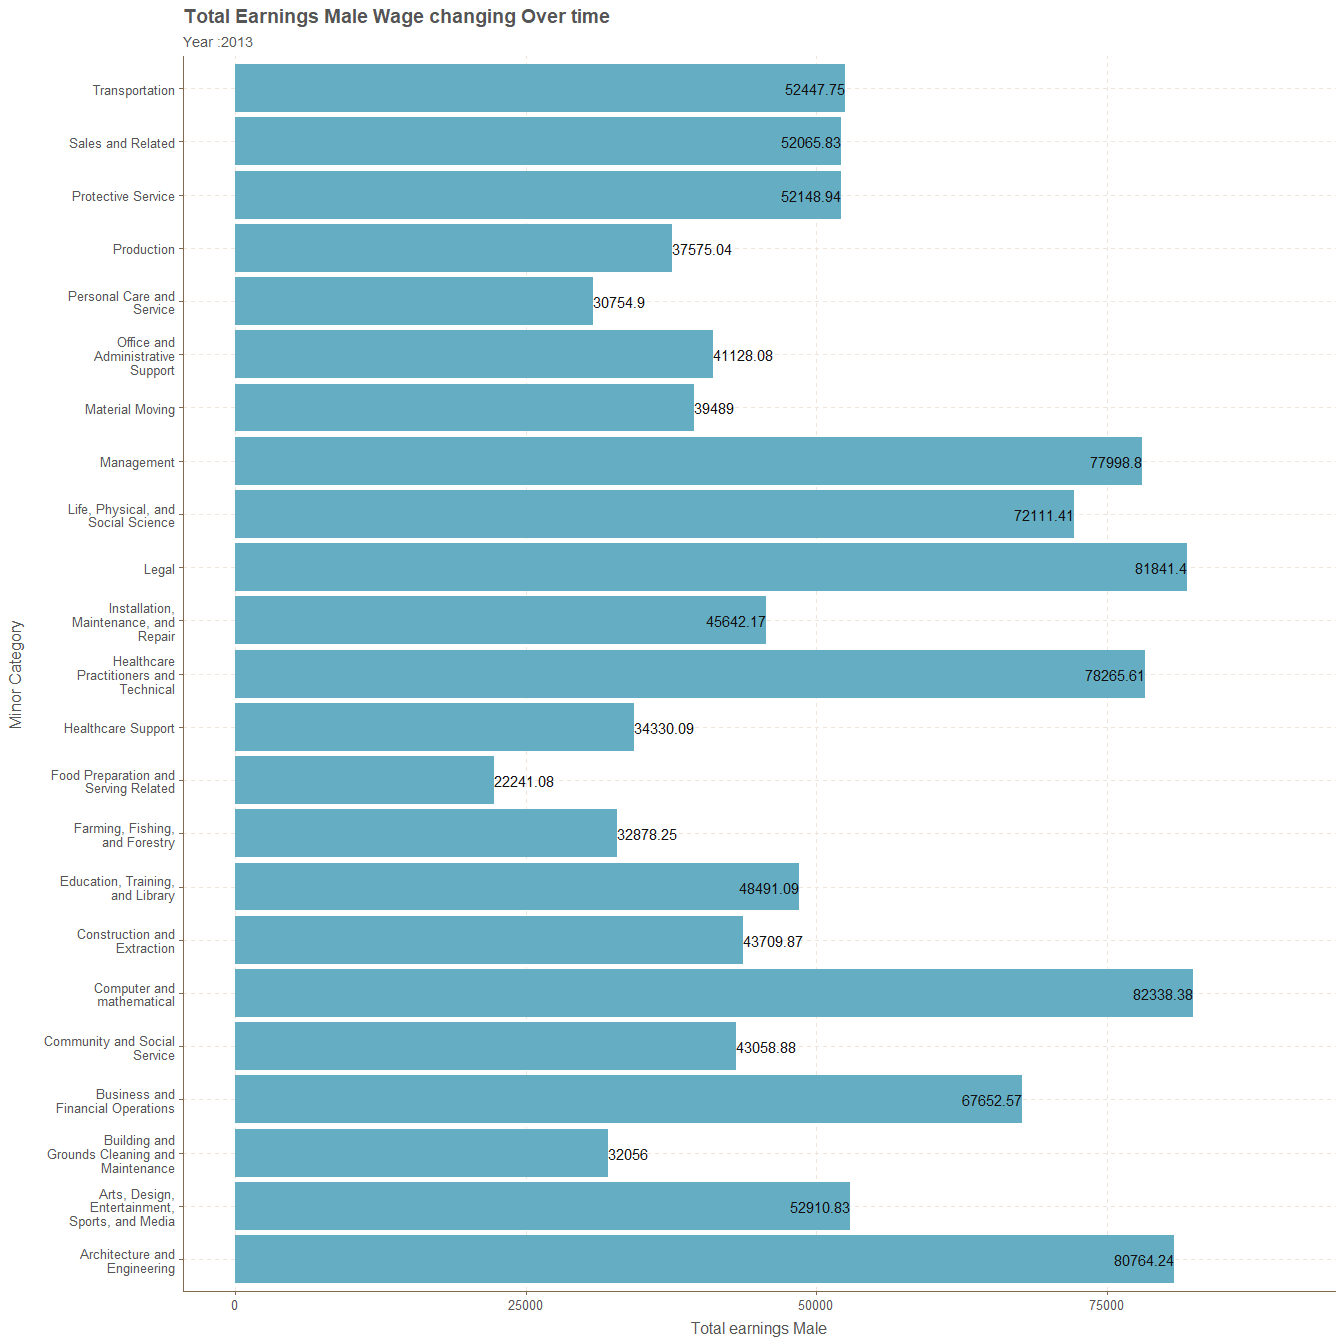 Total Earnings Male Wage changing Over time
Year :2013
Transportation
52447.75
Sales and Related
52065.83
Protective Service
52148.94
Production
37575.04
Personal Care and
Service
30754.9
Office and
Administrative
Support
41128.08
Material Moving
39489
Management
77998.8
Life, Physical, and
Social Science
72111.41
Legal
81841.4
Installation,
Maintenance, and
Repair
45642.17
Healthcare
Practitioners and
Technical
78265.61
Healthcare Support
34330.09
Food Preparation and
Serving Related
22241.08
Farming, Fishing,
and Forestry
32878.25
Education, Training,
and Library
48491.09
Construction and
Extraction
43709.87
Computer and
mathematical
82338.38
Community and Social
Service
43058.88
Business and
Financial Operations
67652.57
Building and
Grounds Cleaning and
Maintenance
32056
Arts, Design,
Entertainment,
Sports, and Media
52910.83
Architecture and
Engineering
80764.24
Minor Category
0
25000
50000
75000
Total earnings Male